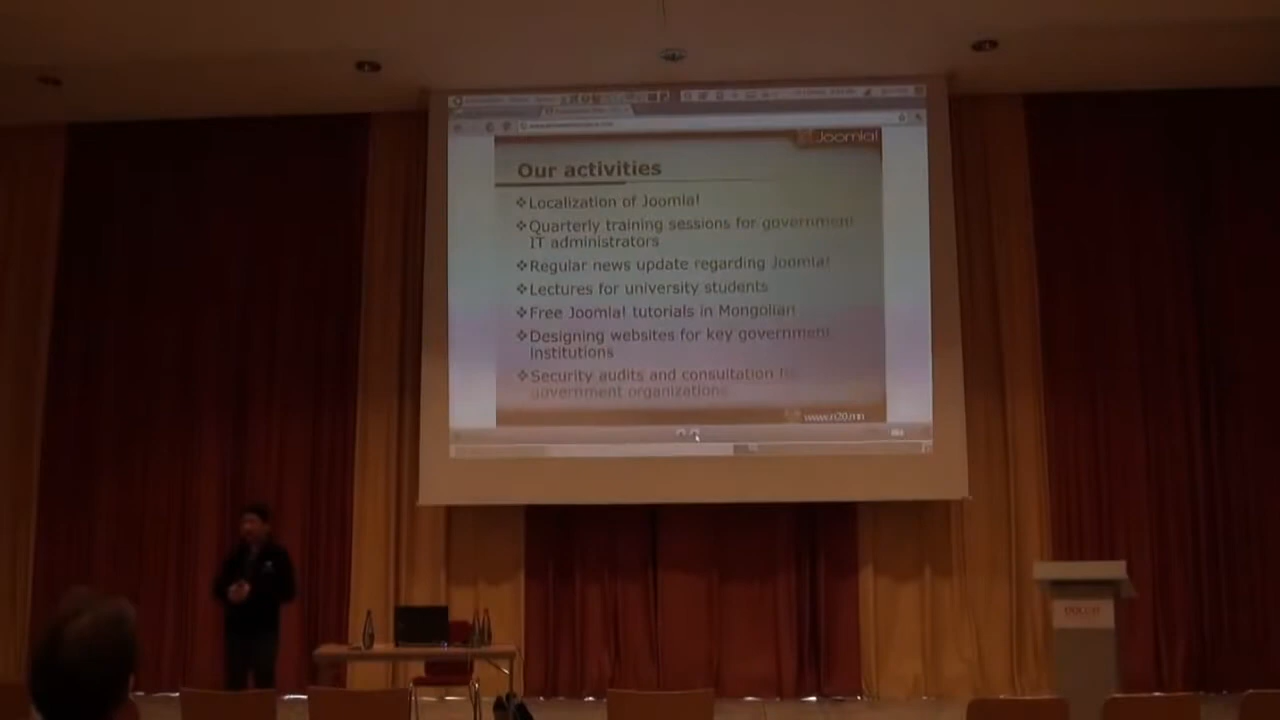 Joomla!
Our activities
❖Localization of Joomla!
❖Quarterly training sessions for government
IT administrators
❖Regular news update regarding Joomla!
❖Lectures for university students
❖Free Joomla! tutorials in Mongolian
❖Designing websites for key government
institutions
❖Security audits and consultation
government organizations